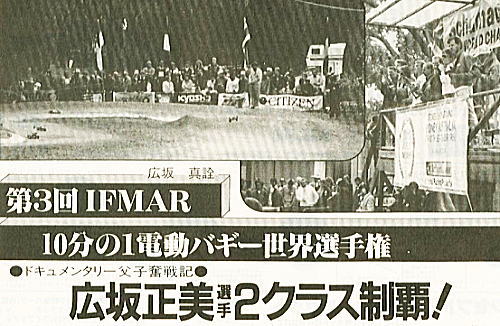 KYOSHO
CITIZEN
広坂 真詮
第3回 IFMAR
10分の1電動バギー世界選手権
●ドキュメンタリー父子奮戦記●
広坂正美選手2クラス制覇!